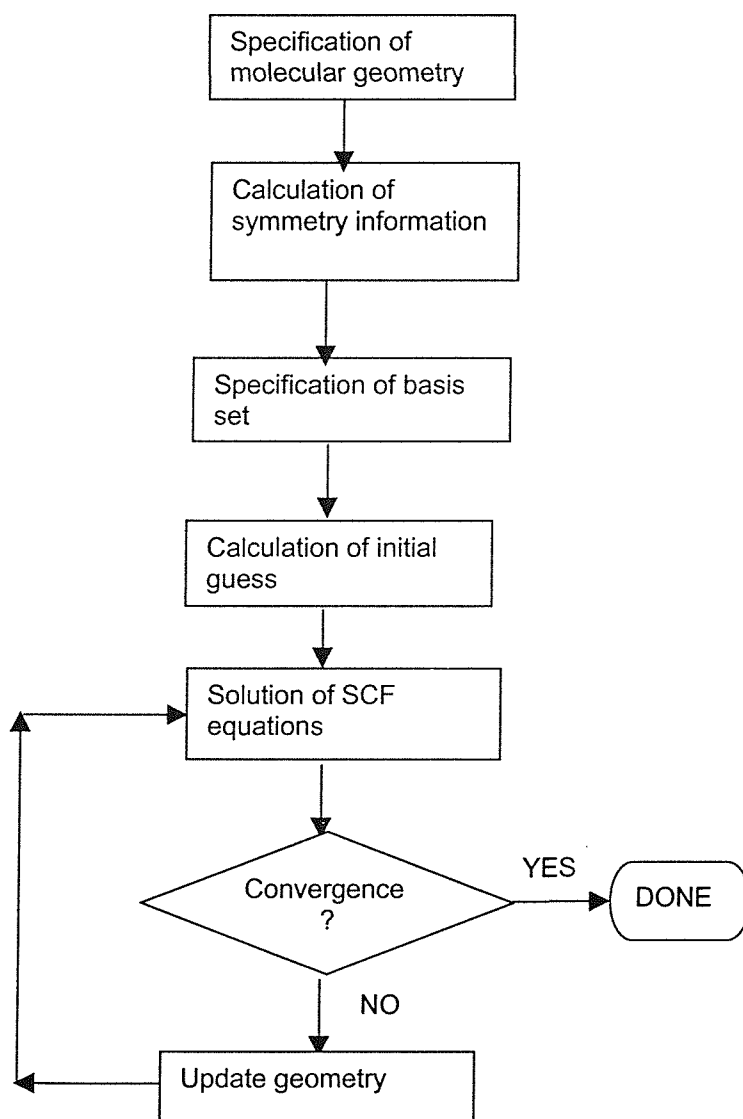 Specification of
molecular geometry
Calculation of
symmetry information
Specification of basis
set
Calculation of initial
guess
Solution of SCF
equations
Convergence
?
YES
DONE
NO
Update geometry